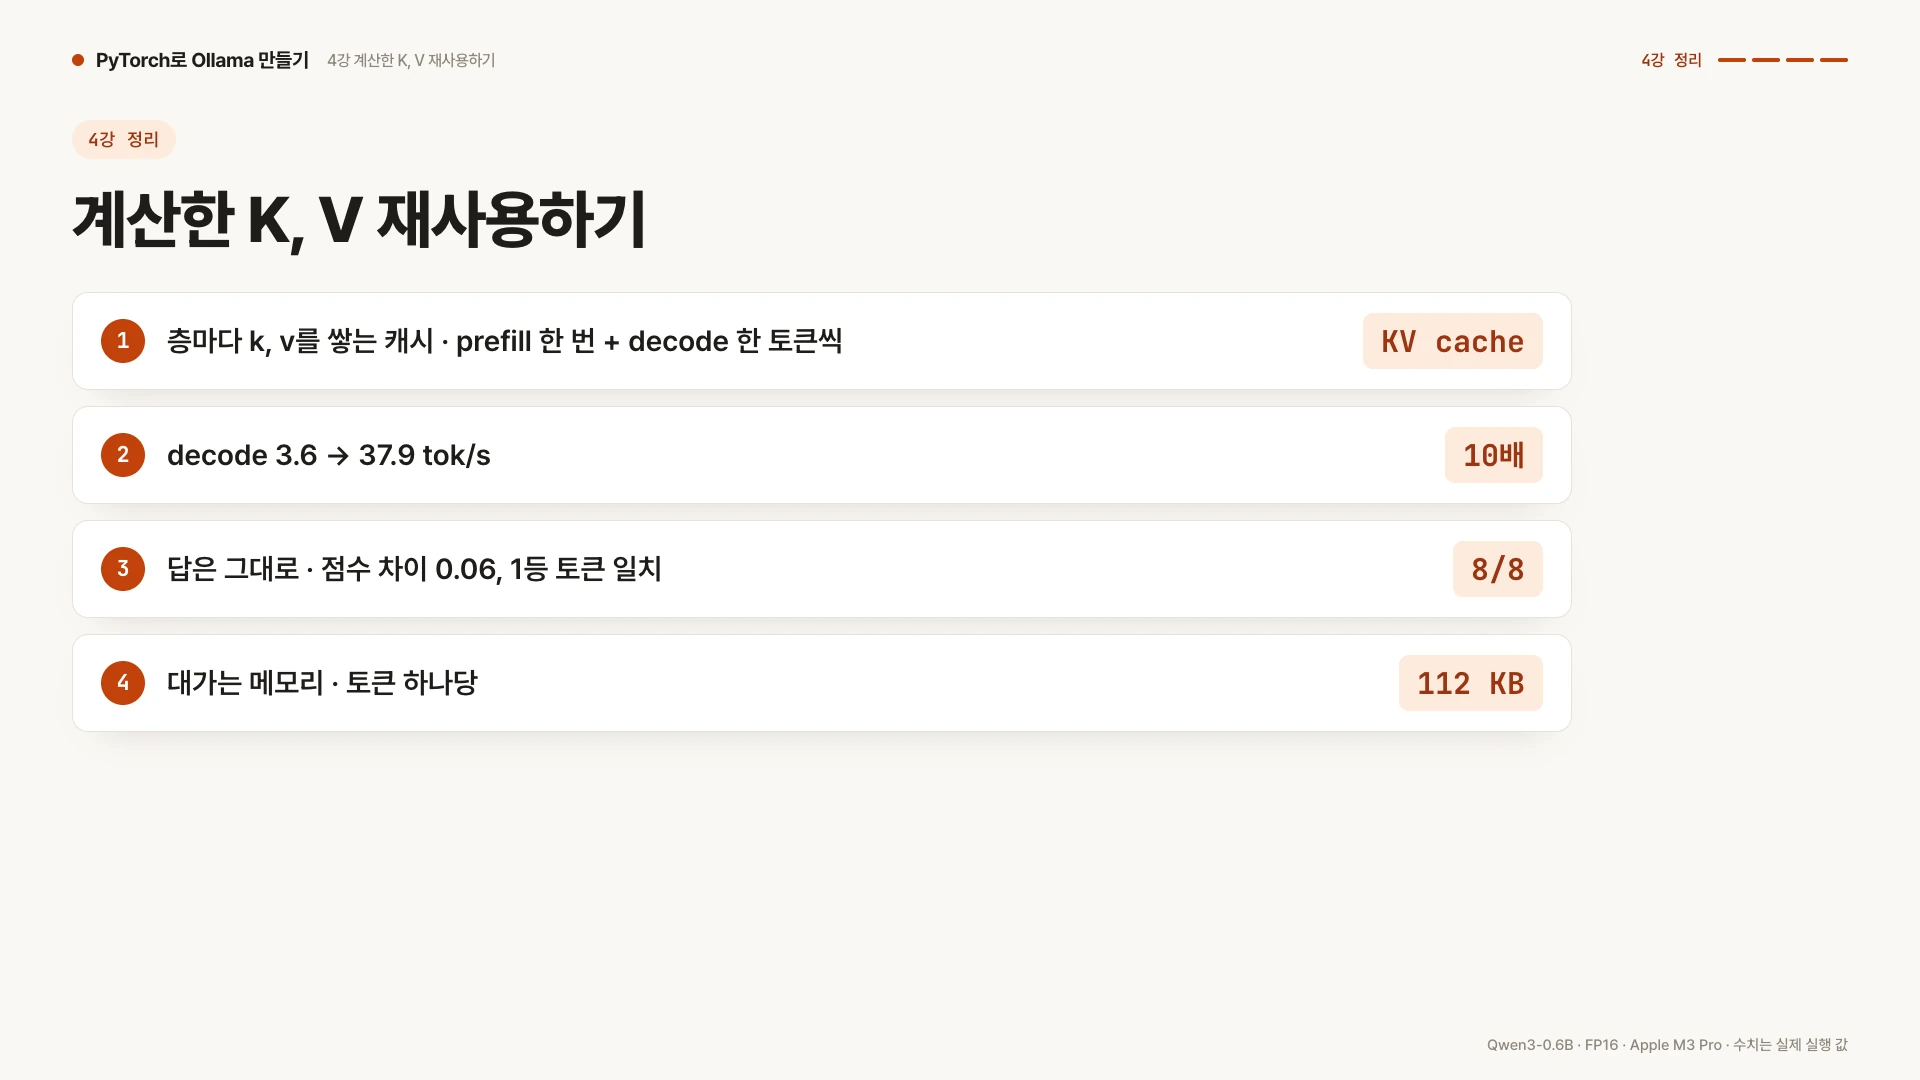 PyTorch로 Ollama 만들기 4강 계산한 K, V 재사용하기
4강 정리
4강 정리
계산한 K, V 재사용하기
1 층마다 k, v를 쌓는 캐시 · prefill 한 번 + decode 한 토큰씩 KV cache
2 decode 3.6 → 37.9 tok/s 10배
3 답은 그대로 · 점수 차이 0.06, 1등 토큰 일치 8/8
4 대가는 메모리 · 토큰 하나당 112 KB
Qwen3-0.6B · FP16 · Apple M3 Pro · 수치는 실제 실행 값